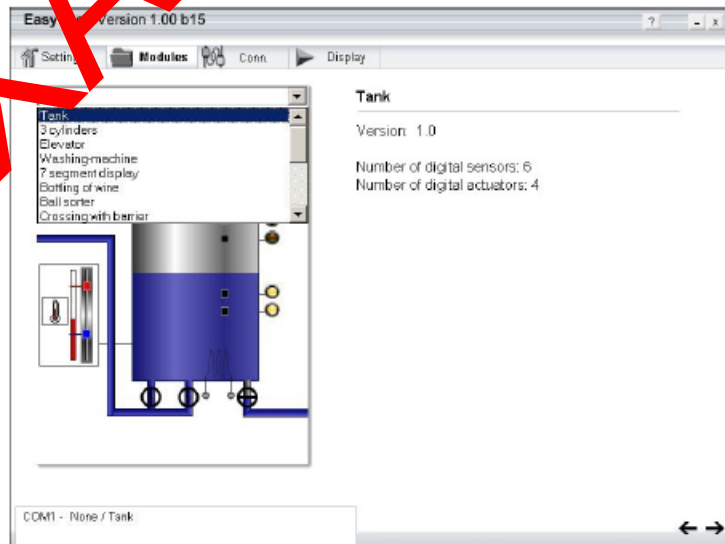 Easy Version 1.00 b15
?
- x
Setting Modules Conn. Display
Tank
3 cylinders
Elevator
Washing-machine
7 segment display
Botling of wine
Ball sorter
Crossing with barrier
Tank
Version: 1.0
Number of digital sensors: 6
Number of digital actuators: 4
COM1 - None / Tank